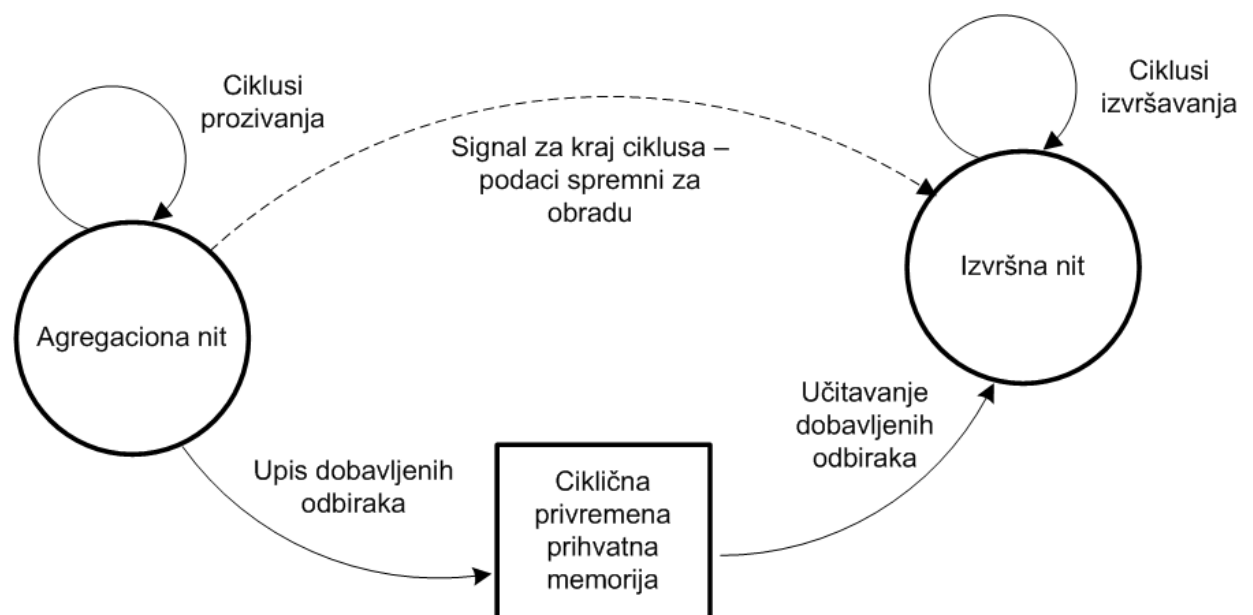 Ciklusi
prozivanja
Ciklusi
izvršavanja
Signal za kraj ciklusa –
podaci spremni za
obradu
Izvršna nit
Agregaciona nit
Učitavanje
dobavljenih
odbiraka
Upis dobavljenih
odbiraka
Ciklična
privremena
prihvatna
memorija